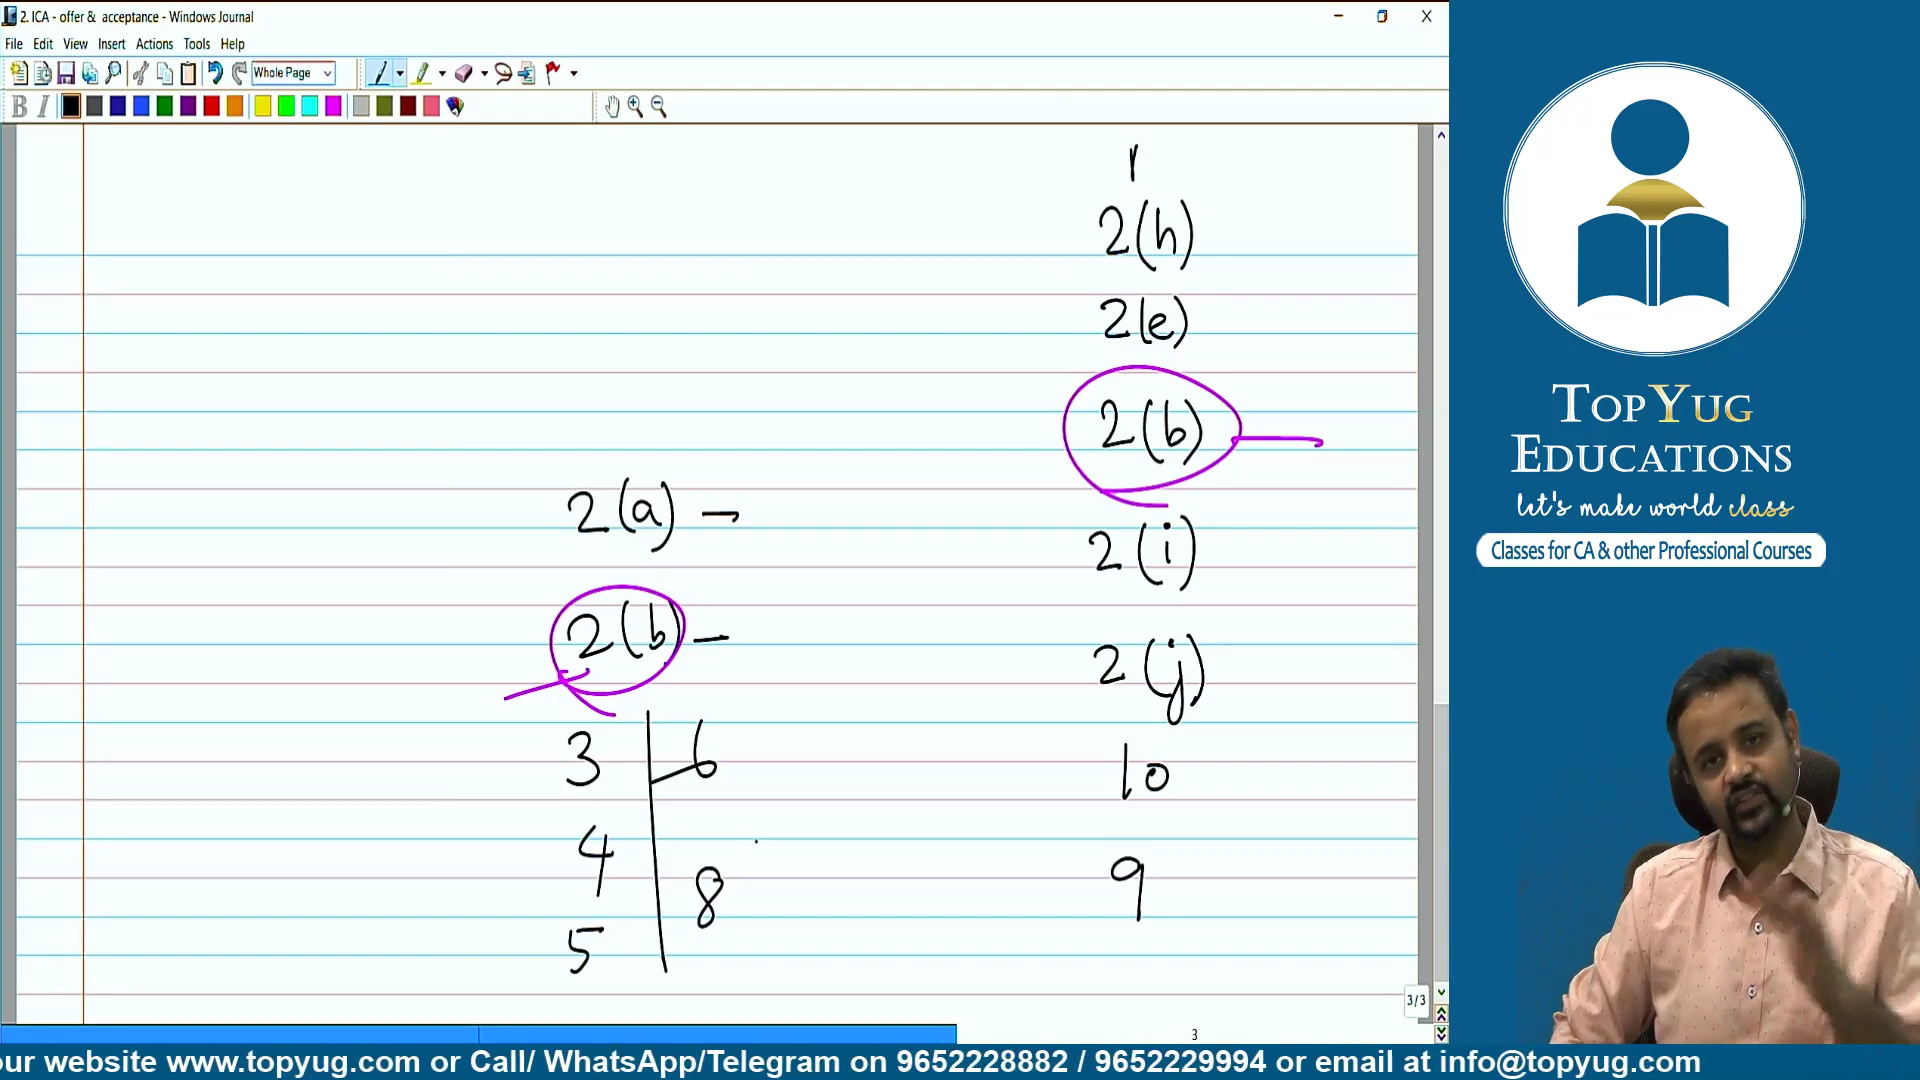 2. ICA - offer & acceptance - Windows Journal
File Edit View Insert Actions Tools Help
Whole Page
B I
1
2(h)
2(e)
2(b)
2(i)
2(j)
10
9
2(a) -
2(b) -
3
6
4
8
5
3/3
3
TOPYUG
EDUCATIONS
let's make world class
Classes for CA & other Professional Courses
our website www.topyug.com or Call/ WhatsApp/Telegram on 9652228882 / 9652229994 or email at info@topyug.com